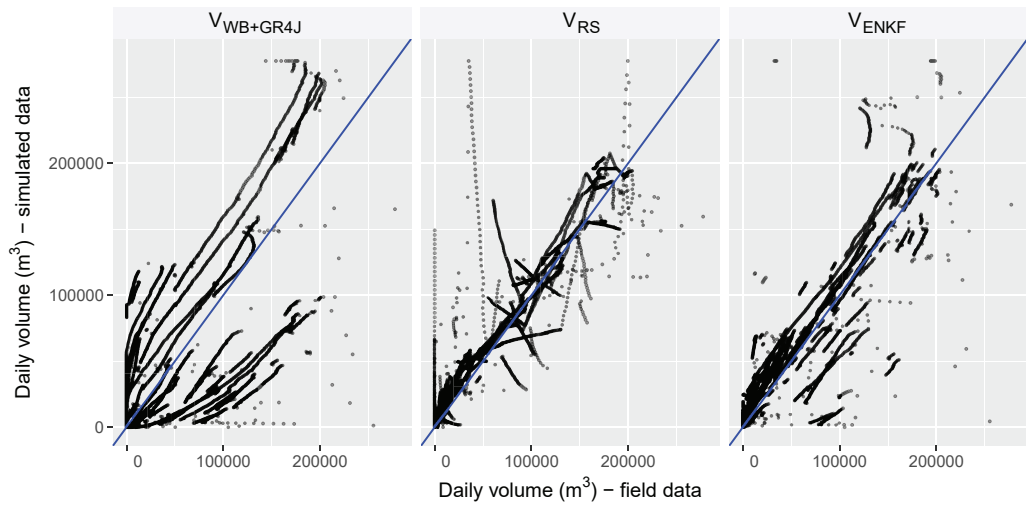 V_WB+GR4J V_RS V_ENKF
200000
100000
0
0 100000 200000 0 100000 200000 0 100000 200000
Daily volume (m³) − simulated data
Daily volume (m³) − field data